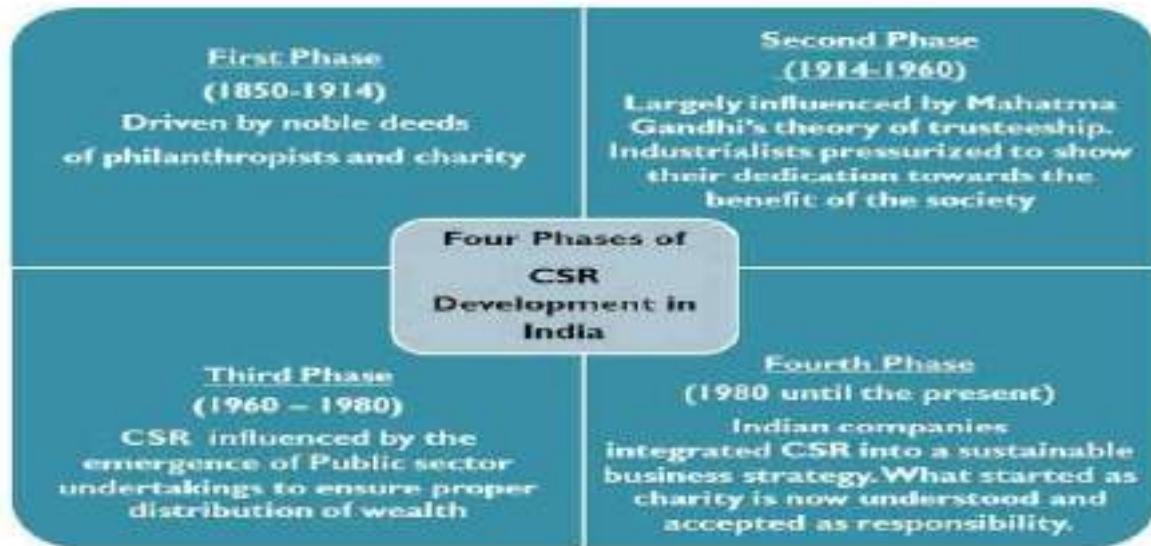 First Phase
(1850-1914)
Driven by noble deeds
of philanthropists and charity
Second Phase
(1914-1960)
Largely influenced by Mahatma
Gandhi's theory of trusteeship.
Industrialists pressurized to show
their dedication towards the
benefit of the society
Four Phases of
CSR
Development in
India
Third Phase
(1960 – 1980)
CSR influenced by the
emergence of Public sector
undertakings to ensure proper
distribution of wealth
Fourth Phase
(1980 until the present)
Indian companies
integrated CSR into a sustainable
business strategy. What started as
charity is now understood and
accepted as responsibility.